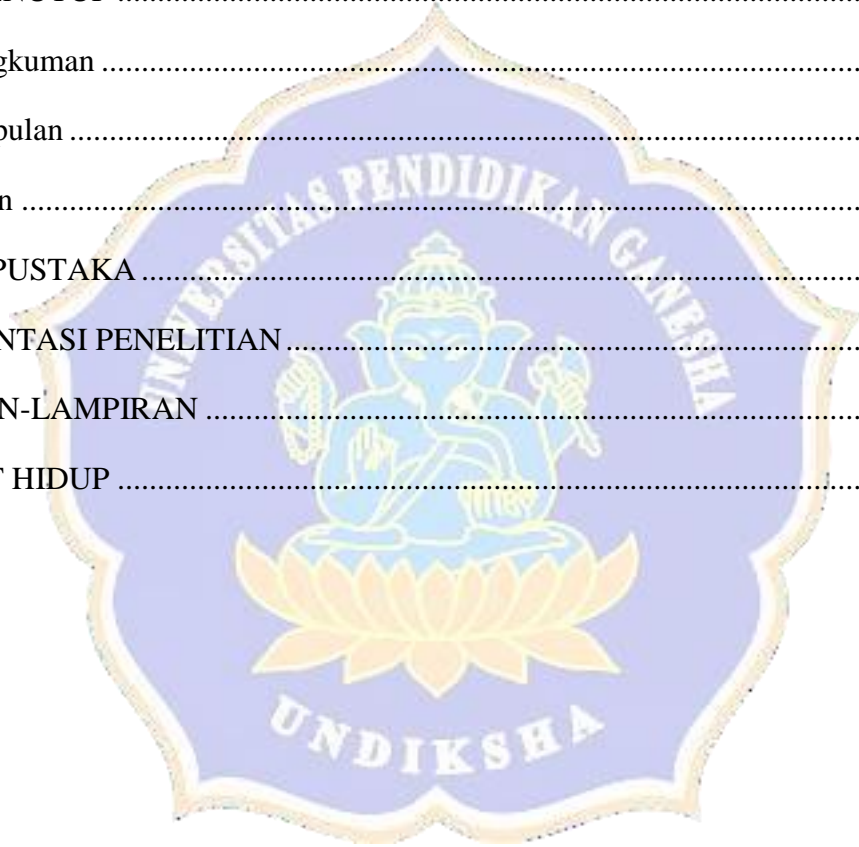 gkuman ........................................................................................
pulan ...........................................................................................
n ..................................................................................................
PUSTAKA ....................................................................................
NTASI PENELITIAN .....................................................................
N-LAMPIRAN ..............................................................................
T HIDUP .......................................................................................
UNIVERSITAS PENDIDIKAN GANESHA
UNDIKSHA